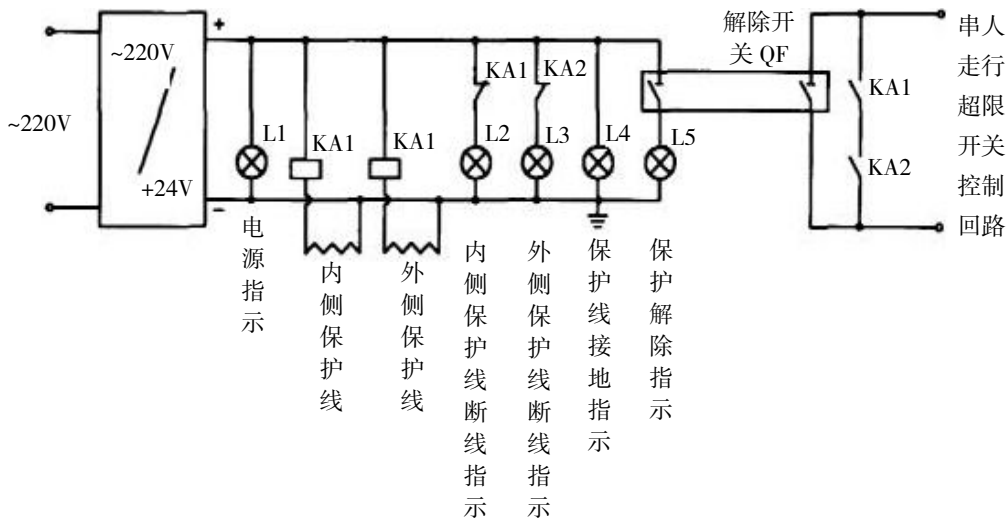 ~220V
~220V
+24V
+
−
L1
KA1
KA1
KA1
L2
KA2
L3
L4
L5
解除开
关 QF
KA1
KA2
串人
走行
超限
开关
控制
回路
电源指示
内侧保护线
外侧保护线
内侧保护线断线指示
外侧保护线断线指示
保护线接地指示
保护解除指示